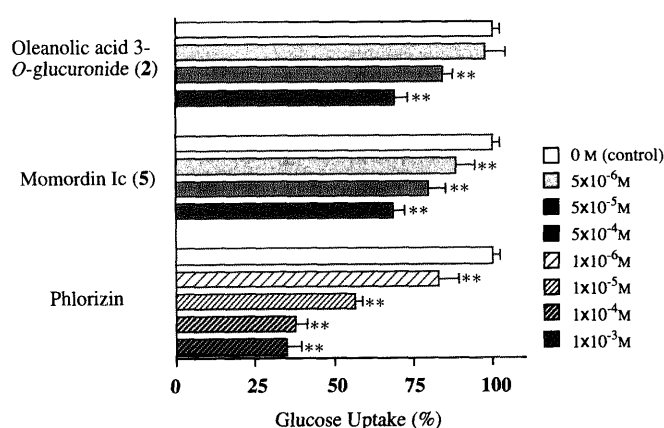 Oleanolic acid 3-
O-glucuronide (2)
**
**
Momordin Ic (5)
**
**
**
Phlorizin
**
**
**
**
0 25 50 75 100
Glucose Uptake (%)
0 M (control)
5x10⁻⁶M
5x10⁻⁵M
5x10⁻⁴M
1x10⁻⁶M
1x10⁻⁵M
1x10⁻⁴M
1x10⁻³M